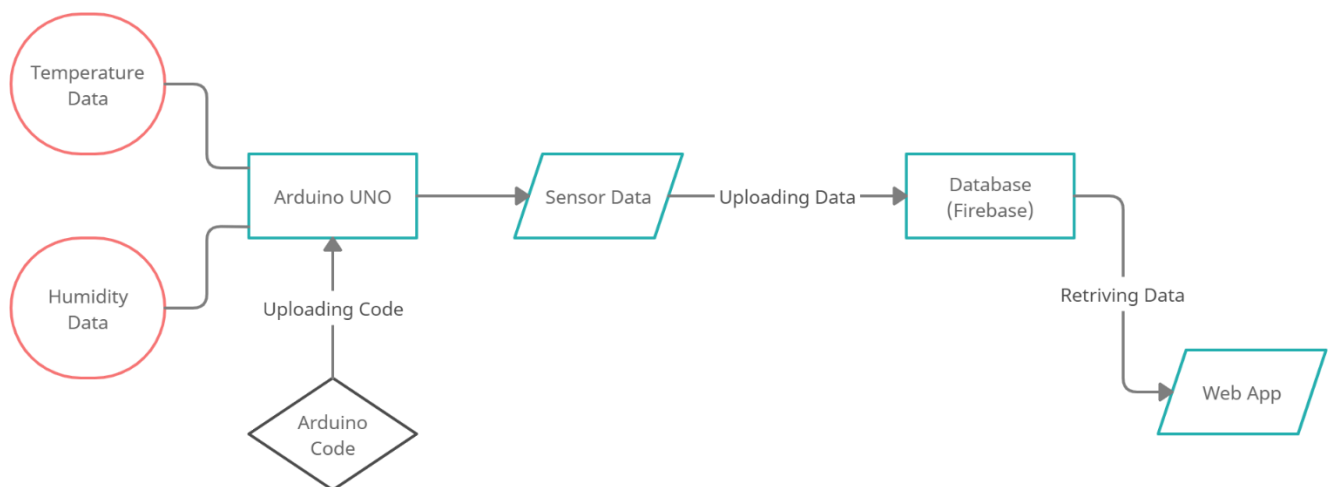 Temperature
Data
Arduino UNO
Sensor Data
Uploading Data
Database
(Firebase)
Humidity
Data
Uploading Code
Retriving Data
Arduino
Code
Web App